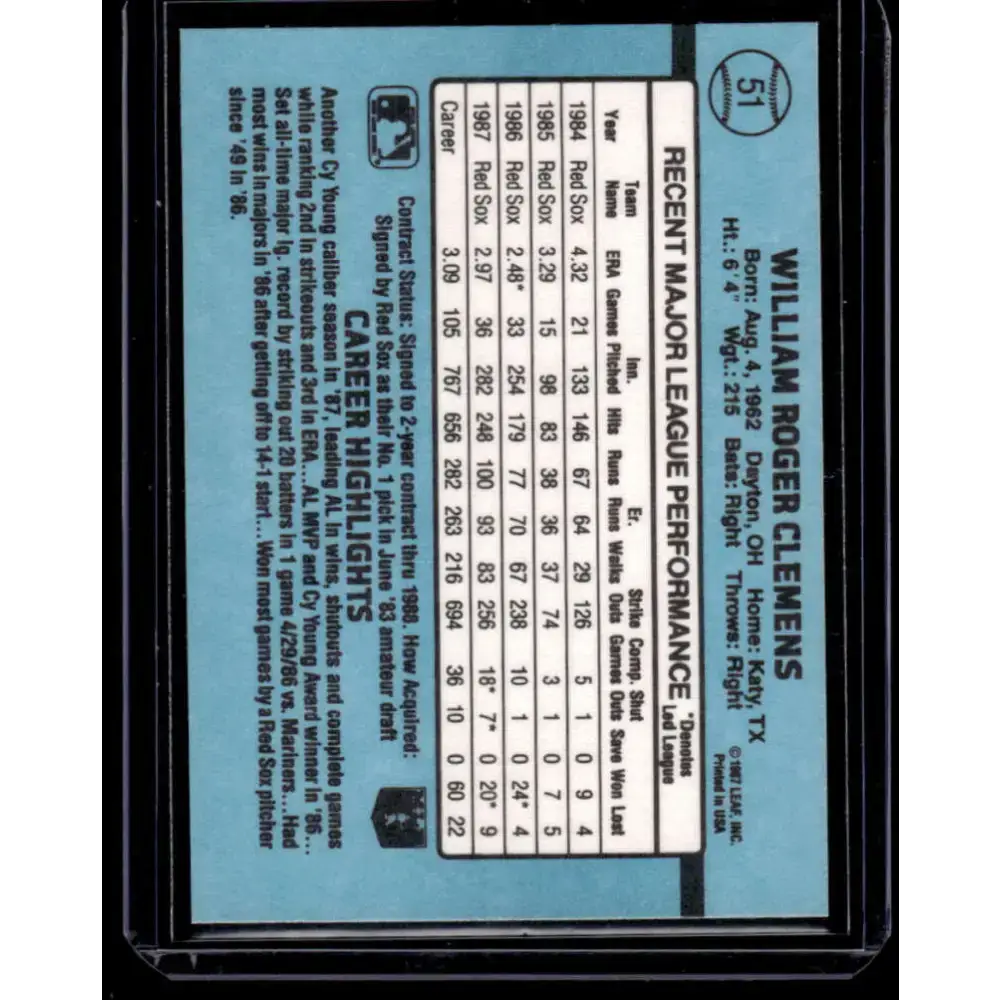 51
WILLIAM ROGER CLEMENS
Born: Aug. 4, 1962 Dayton, OH Home: Katy, TX
Ht.: 6'4" Wgt.: 215 Bats: Right Throws: Right
©1987 LEAF, INC.
Printed in USA
RECENT MAJOR LEAGUE PERFORMANCE *Denotes Led League
Year Team Name ERA Games Inn. Pitched Hits Runs Er. Runs Walks Strike Outs Comp. Games Shut Outs Save Won Lost
1984 Red Sox 4.32 21 133 146 67 64 29 126 5 1 0 9 4
1985 Red Sox 3.29 15 98 83 38 36 37 74 3 1 0 7 5
1986 Red Sox 2.48* 33 254 179 77 70 67 238 10 1 0 24* 4
1987 Red Sox 2.97 36 282 248 100 93 83 256 18* 7* 0 20* 9
Career 3.09 105 767 656 282 263 216 694 36 10 0 60 22
Contract Status: Signed to 2-year contract thru 1988. How Acquired:
Signed by Red Sox as their No. 1 pick in June '83 amateur draft
CAREER HIGHLIGHTS
Another Cy Young caliber season in '87, leading AL in wins, shutouts and complete games
while ranking 2nd in strikeouts and 3rd in ERA...AL MVP and Cy Young Award winner in '86...
Set all-time major lg. record by striking out 20 batters in 1 game 4/29/86 vs. Mariners...Had
most wins in majors in '86 after getting off to 14-1 start...Won most games by a Red Sox pitcher
since '49 in '86.